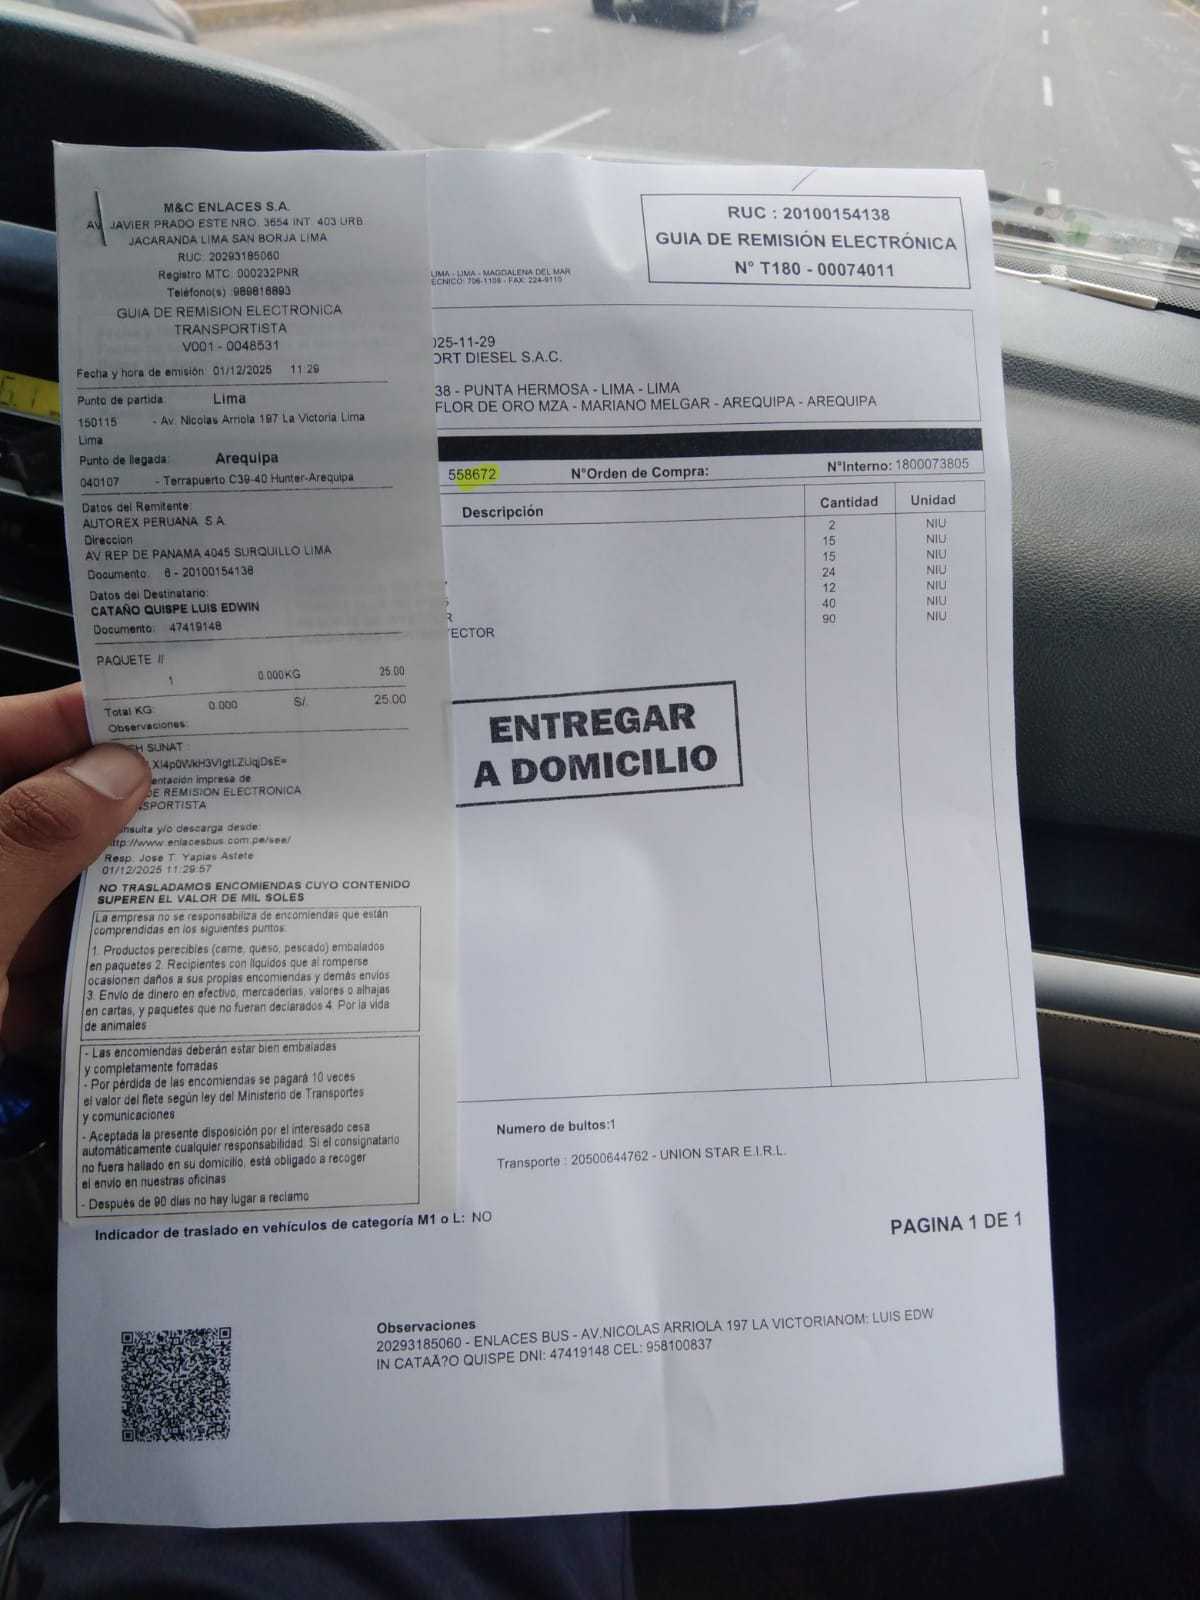 M&C ENLACES S.A.
AV. JAVIER PRADO ESTE NRO. 3654 INT. 403 URB.
JACARANDA LIMA SAN BORJA LIMA
RUC: 20293185060
Registro MTC: 000232PNR
Teléfono(s) :989816893
GUIA DE REMISION ELECTRONICA
TRANSPORTISTA
V001 - 0048531
Fecha y hora de emisión: 01/12/2025 11:29
Punto de partida: Lima
150115 - Av. Nicolas Arriola 197 La Victoria Lima
Lima
Punto de llegada: Arequipa
040107 - Terrapuerto C39-40 Hunter-Arequipa
Datos del Remitente:
AUTOREX PERUANA S.A.
Direccion
AV REP DE PANAMA 4045 SURQUILLO LIMA
Documento: 6 - 20100154138
Datos del Destinatario:
CATAÑO QUISPE LUIS EDWIN
Documento: 47419148
PAQUETE //
1 0.000KG 25.00
Total KG: 0.000 S/. 25.00
Observaciones:
SUNAT :
entación impresa de
DE REMISION ELECTRONICA
SPORTISTA
nsulta y/o descarga desde:
http://www.enlacesbus.com.pe/see/
Resp. Jose T. Yapias Astete
01/12/2025 11:29:57
NO TRASLADAMOS ENCOMIENDAS CUYO CONTENIDO
SUPEREN EL VALOR DE MIL SOLES
La empresa no se responsabiliza de encomiendas que están
comprendidas en los siguientes puntos:
1. Productos perecibles (carne, queso, pescado) embalados
en paquetes 2. Recipientes con líquidos que al romperse
ocasionen daños a sus propias encomiendas y demás envíos
3. Envío de dinero en efectivo, mercaderías, valores o alhajas
en cartas, y paquetes que no fueran declarados 4. Por la vida
de animales
- Las encomiendas deberán estar bien embaladas
y completamente forradas
- Por pérdida de las encomiendas se pagará 10 veces
el valor del flete según ley del Ministerio de Transportes
y comunicaciones
- Aceptada la presente disposición por el interesado cesa
automáticamente cualquier responsabilidad. Si el consignatario
no fuera hallado en su domicilio, está obligado a recoger
el envío en nuestras oficinas
- Después de 90 días no hay lugar a reclamo
RUC : 20100154138
GUIA DE REMISIÓN ELECTRÓNICA
N° T180 - 00074011
LIMA - LIMA - MAGDALENA DEL MAR
ECNICO: 706-1108 - FAX: 224-9110
025-11-29
ORT DIESEL S.A.C.
38 - PUNTA HERMOSA - LIMA - LIMA
FLOR DE ORO MZA - MARIANO MELGAR - AREQUIPA - AREQUIPA
558672 N°Orden de Compra: N°Interno: 1800073805
Descripción Cantidad Unidad
2 NIU
15 NIU
15 NIU
24 NIU
12 NIU
40 NIU
R 90 NIU
TECTOR
ENTREGAR
A DOMICILIO
Numero de bultos:1
Transporte : 20500644762 - UNION STAR E.I.R.L.
Indicador de traslado en vehículos de categoría M1 o L: NO
PAGINA 1 DE 1
Observaciones
20293185060 - ENLACES BUS - AV.NICOLAS ARRIOLA 197 LA VICTORIANOM: LUIS EDW
IN CATAÃ?O QUISPE DNI: 47419148 CEL: 958100837